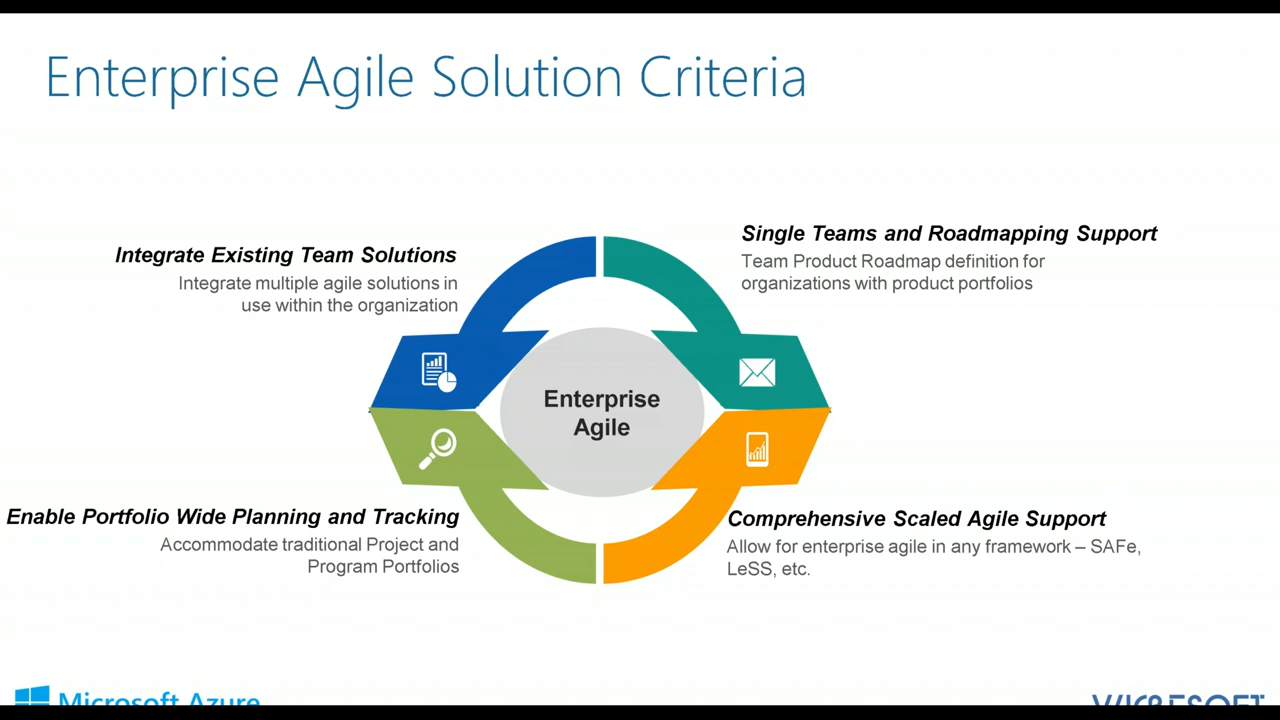 Enterprise Agile Solution Criteria
Integrate Existing Team Solutions
Integrate multiple agile solutions in
use within the organization
Single Teams and Roadmapping Support
Team Product Roadmap definition for
organizations with product portfolios
Enterprise
Agile
Enable Portfolio Wide Planning and Tracking
Accommodate traditional Project and
Program Portfolios
Comprehensive Scaled Agile Support
Allow for enterprise agile in any framework – SAFe,
LeSS, etc.
Microsoft Azure